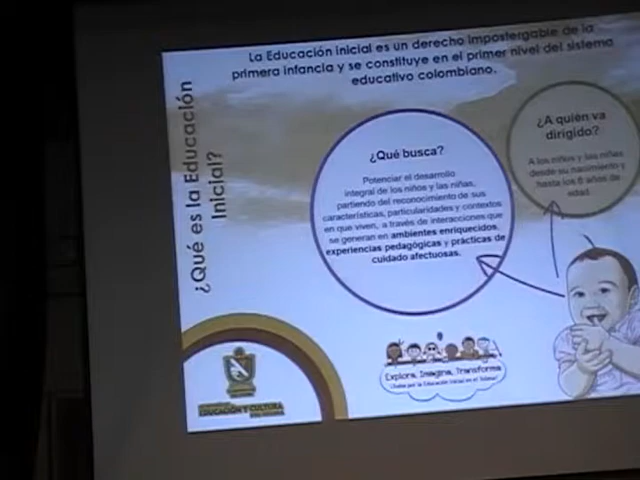 La Educación inicial es un derecho impostergable de la
primera infancia y se constituye en el primer nivel del sistema
educativo colombiano.
¿Qué es la Educación
Inicial?
¿Qué busca?
Potenciar el desarrollo
integral de los niños y las niñas,
partiendo del reconocimiento de sus
características, particularidades y contextos
en que viven, a través de interacciones que
se generan en ambientes enriquecidos,
experiencias pedagógicas y prácticas de
cuidado afectuosas.
¿A quién va
dirigido?
A los niños y las niñas
desde su nacimiento y
hasta los 6 años de
edad.
Explora, Imagina, Transforma
EDUCACIÓN Y CULTURA